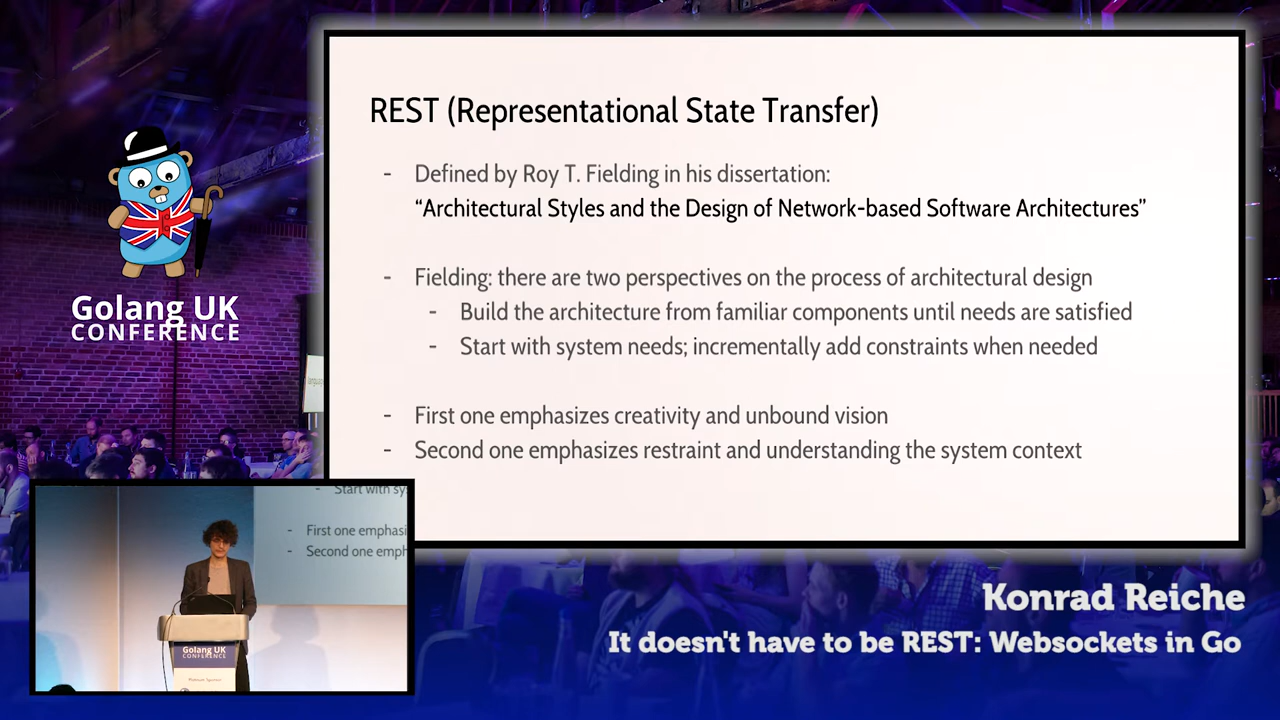 REST (Representational State Transfer)
- Defined by Roy T. Fielding in his dissertation:
“Architectural Styles and the Design of Network-based Software Architectures”
- Fielding: there are two perspectives on the process of architectural design
- Build the architecture from familiar components until needs are satisfied
- Start with system needs; incrementally add constraints when needed
- First one emphasizes creativity and unbound vision
- Second one emphasizes restraint and understanding the system context
Golang UK
CONFERENCE
- Start with sy
- First one emphasi
- Second one emph
Golang UK
CONFERENCE
Konrad Reiche
It doesn't have to be REST: Websockets in Go